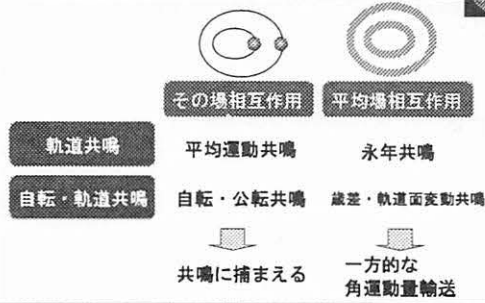 その場相互作用 平均場相互作用
軌道共鳴 平均運動共鳴 永年共鳴
自転・軌道共鳴 自転・公転共鳴 歳差・軌道面変動共鳴
共鳴に捕まえる 一方的な
角運動量輸送